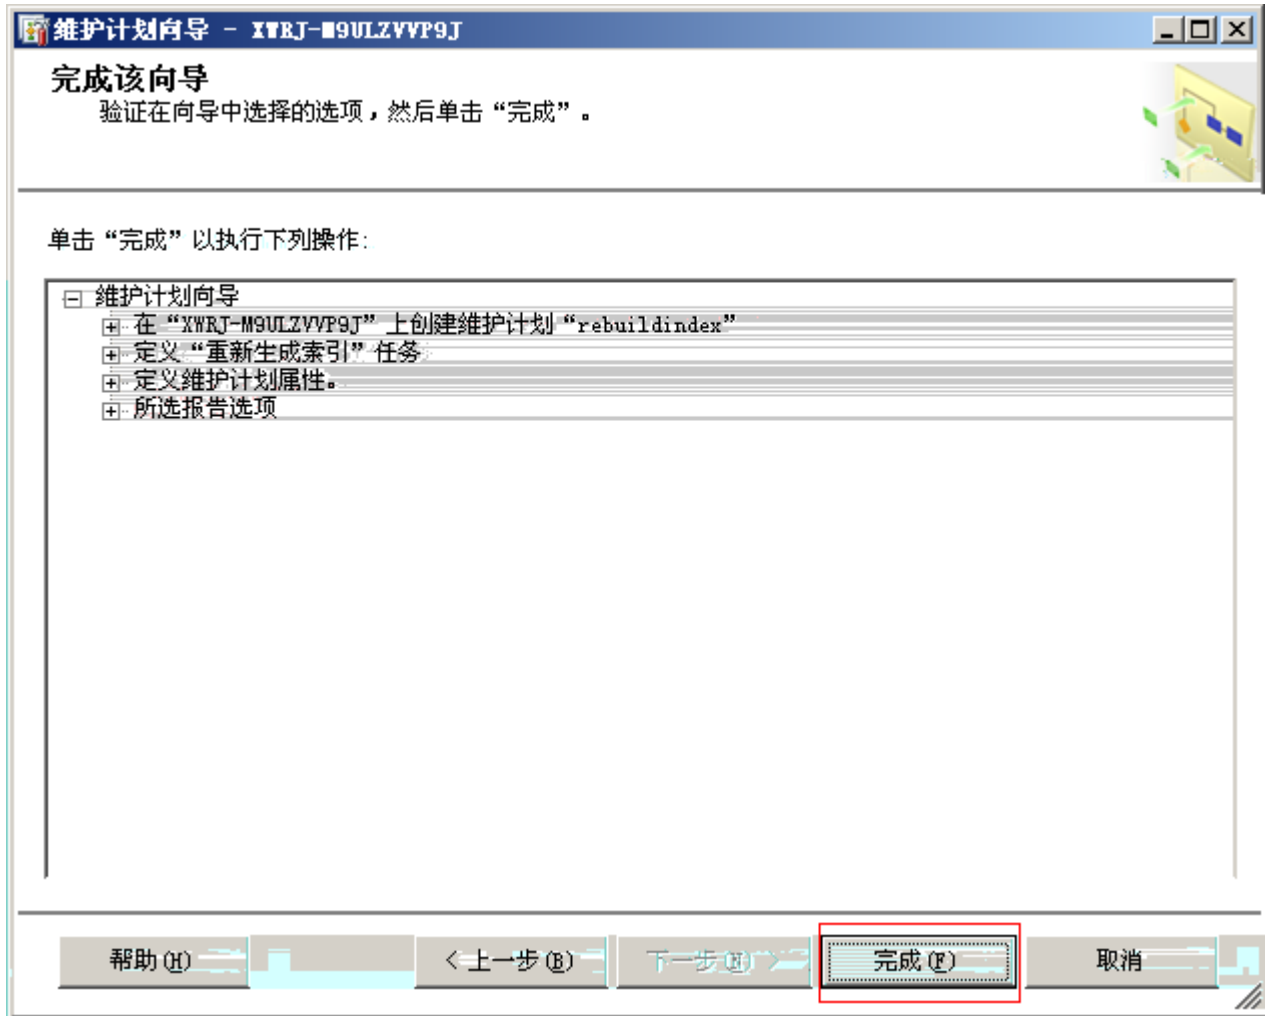 维护计划向导 - XWRJ-M9ULZVVP9J
完成该向导
验证在向导中选择的选项，然后单击“完成”。
单击“完成”以执行下列操作:
维护计划向导
在“XWRJ-M9ULZVVP9J”上创建维护计划“rebuildindex”
定义“重新生成索引”任务
定义维护计划属性。
所选报告选项
帮助(H)
< 上一步(B)
下一步(N) >
完成(F)
取消